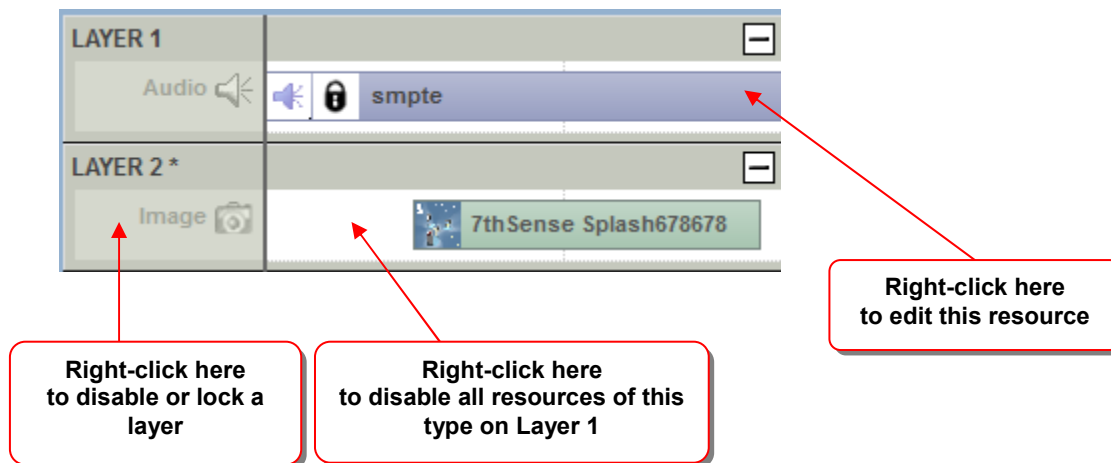 LAYER 1
Audio
smpte
LAYER 2 *
Image
7thSense Splash678678
Right-click here
to edit this resource
Right-click here
to disable or lock a
layer
Right-click here
to disable all resources of this
type on Layer 1